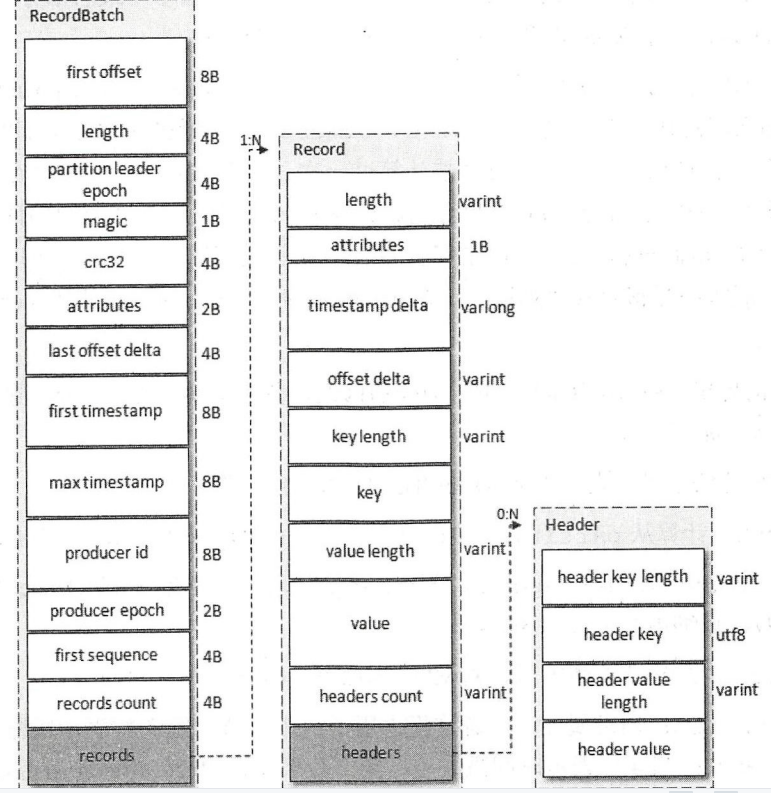 RecordBatch
first offset
8B
length
4B
partition leader
epoch
4B
magic
1B
crc32
4B
attributes
2B
last offset delta
4B
first timestamp
8B
max timestamp
8B
producer id
8B
producer epoch
2B
first sequence
4B
records count
4B
records
1:N
Record
length
varint
attributes
1B
timestamp delta
varlong
offset delta
varint
key length
varint
key
value length
varint
value
headers count
varint
headers
0:N
Header
header key length
varint
header key
utf8
header value
length
varint
header value